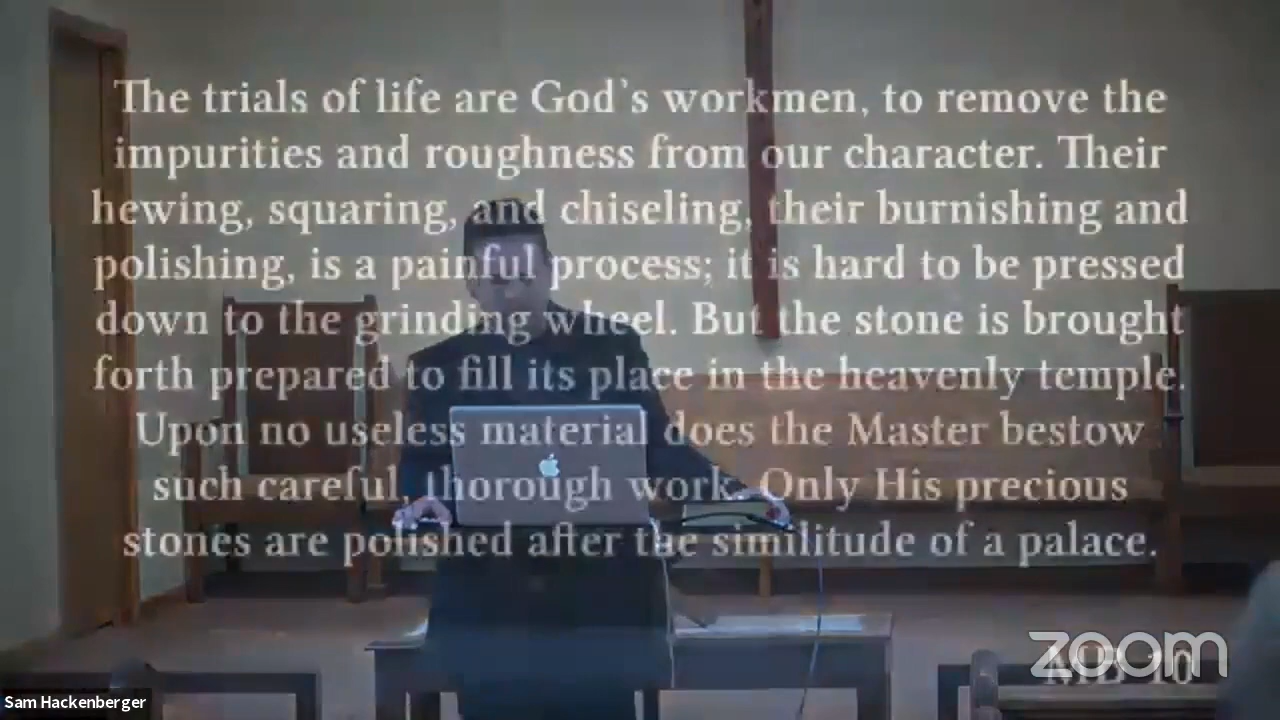 The trials of life are God's workmen, to remove the
impurities and roughness from our character. Their
hewing, squaring, and chiseling, their burnishing and
polishing, is a painful process; it is hard to be pressed
down to the grinding wheel. But the stone is brought
forth prepared to fill its place in the heavenly temple.
Upon no useless material does the Master bestow
such careful, thorough work. Only His precious
stones are polished after the similitude of a palace.
zoom
Sam Hackenberger